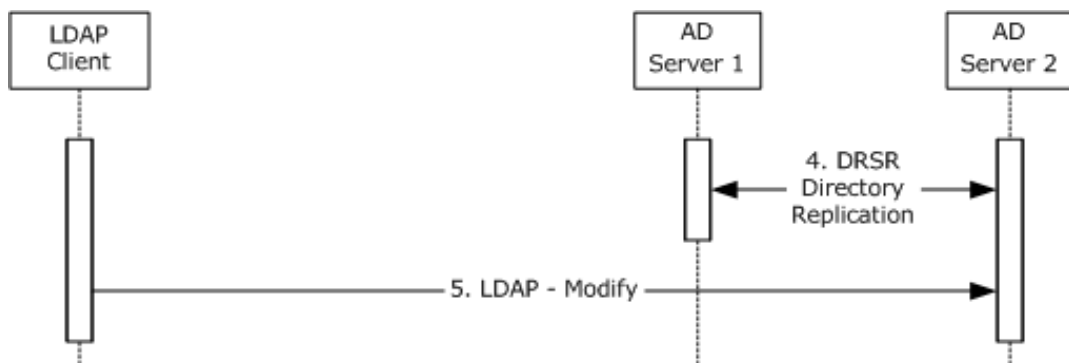 LDAP
Client
AD
Server 1
AD
Server 2
4. DRSR
Directory
Replication
5. LDAP - Modify